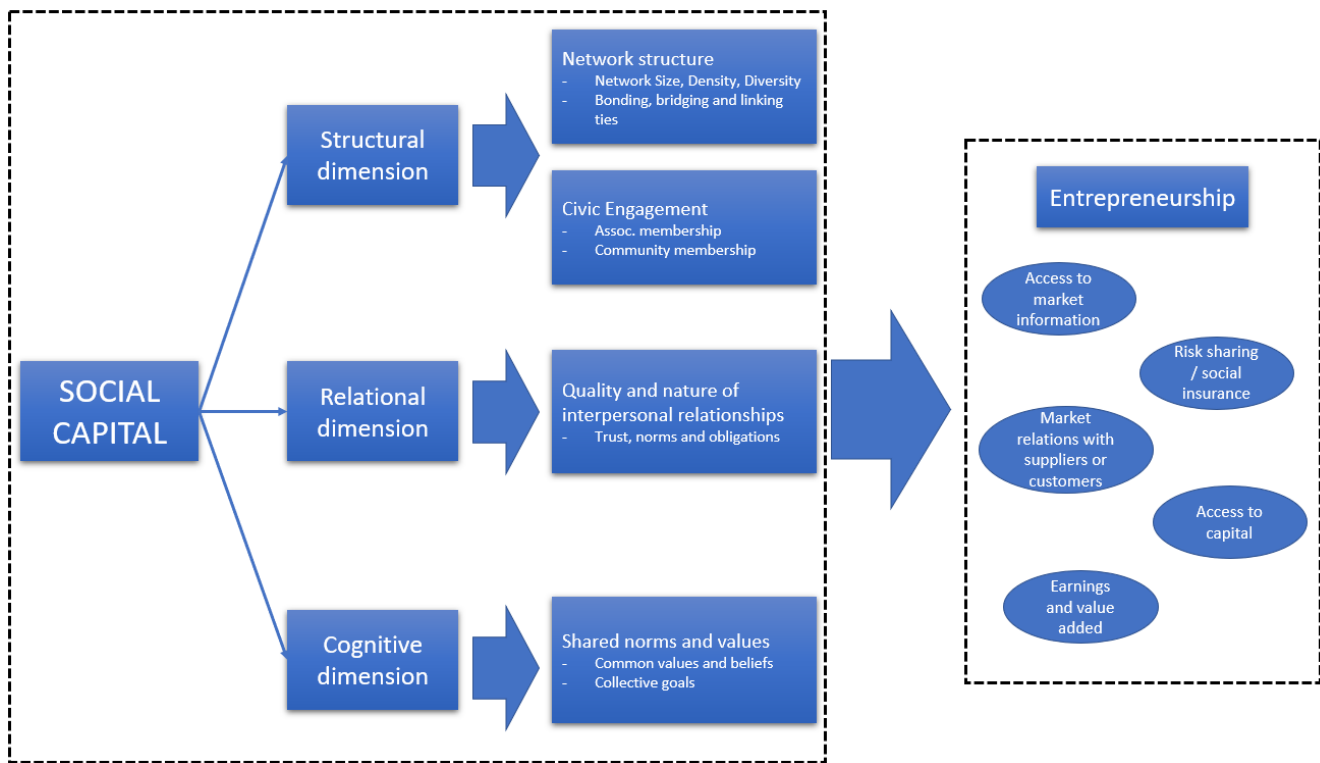 SOCIAL
CAPITAL
Structural
dimension
Network structure
- Network Size, Density, Diversity
- Bonding, bridging and linking
ties
Civic Engagement
- Assoc. membership
- Community membership
Relational
dimension
Quality and nature of
interpersonal relationships
- Trust, norms and obligations
Cognitive
dimension
Shared norms and values
- Common values and beliefs
- Collective goals
Entrepreneurship
Access to
market
information
Risk sharing
/ social
insurance
Market
relations with
suppliers or
customers
Access to
capital
Earnings
and value
added